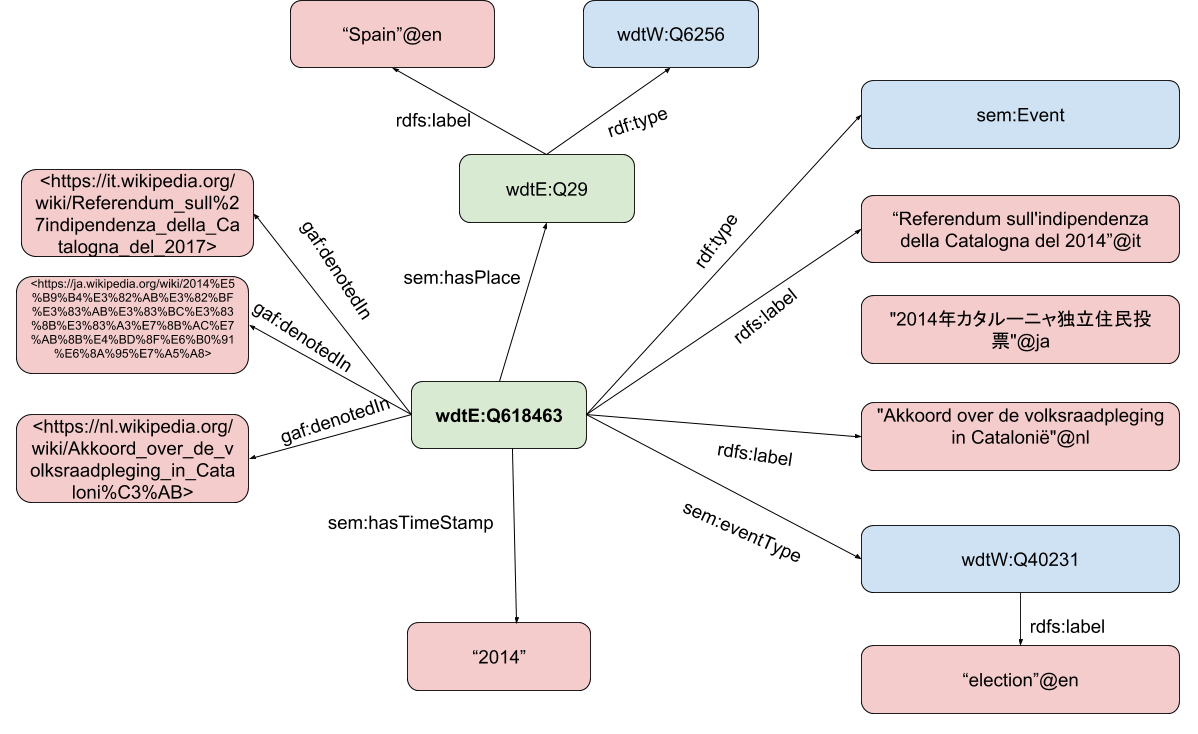 “Spain”@en
wdtW:Q6256
rdfs:label
rdf:type
sem:Event
wdtE:Q29
<https://it.wikipedia.org/
wiki/Referendum_sull%2
7indipendenza_della_Ca
talogna_del_2017>
gaf:denotedIn
sem:hasPlace
rdf:type
“Referendum sull'indipendenza
della Catalogna del 2014”@it
<https://ja.wikipedia.org/wiki/2014%E5
%B9%B4%E3%82%AB%E3%82%BF
%E3%83%AB%E3%83%BC%E3%83
%8B%E3%83%A3%E7%8B%AC%E7
%AB%8B%E4%BD%8F%E6%B0%91
%E6%8A%95%E7%A5%A8>
gaf:denotedIn
rdfs:label
"2014年カタルーニャ独立住民投
票"@ja
<https://nl.wikipedia.org/
wiki/Akkoord_over_de_v
olksraadpleging_in_Cata
loni%C3%AB>
gaf:denotedIn
wdtE:Q618463
"Akkoord over de volksraadpleging
in Catalonië"@nl
rdfs:label
sem:hasTimeStamp
sem:eventType
wdtW:Q40231
rdfs:label
“2014”
“election”@en